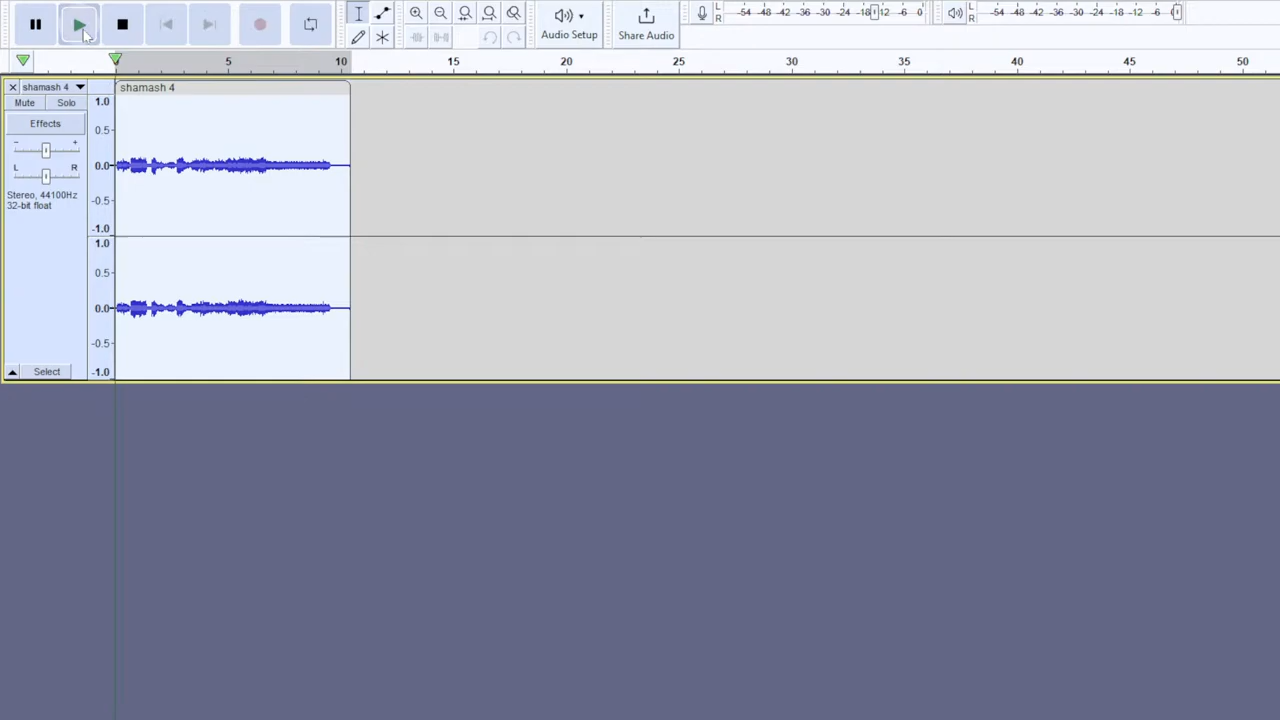 L -54 -48 -42 -36 -30 -24 -18 -12 -6 0
R
L -54 -48 -42 -36 -30 -24 -18 -12 -6 0
R
Audio Setup
Share Audio
0 5 10 15 20 25 30 35 40 45 50
shamash 4
shamash 4
Mute Solo
Effects
- +
L R
Stereo, 44100Hz
32-bit float
Select
1.0
0.5
0.0
-0.5
-1.0
1.0
0.5
0.0
-0.5
-1.0